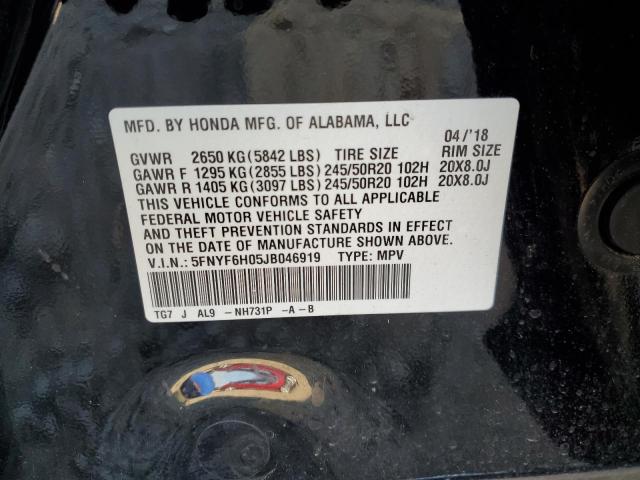 MFD. BY HONDA MFG. OF ALABAMA, LLC 04/'18
GVWR 2650 KG(5842 LBS) TIRE SIZE RIM SIZE
GAWR F 1295 KG(2855 LBS) 245/50R20 102H 20X8.0J
GAWR R 1405 KG(3097 LBS) 245/50R20 102H 20X8.0J
THIS VEHICLE CONFORMS TO ALL APPLICABLE
FEDERAL MOTOR VEHICLE SAFETY
AND THEFT PREVENTION STANDARDS IN EFFECT
ON THE DATE OF MANUFACTURE SHOWN ABOVE.
V.I.N.: 5FNYF6H05JB046919 TYPE: MPV
TG7 J AL9 -NH731P -A-B